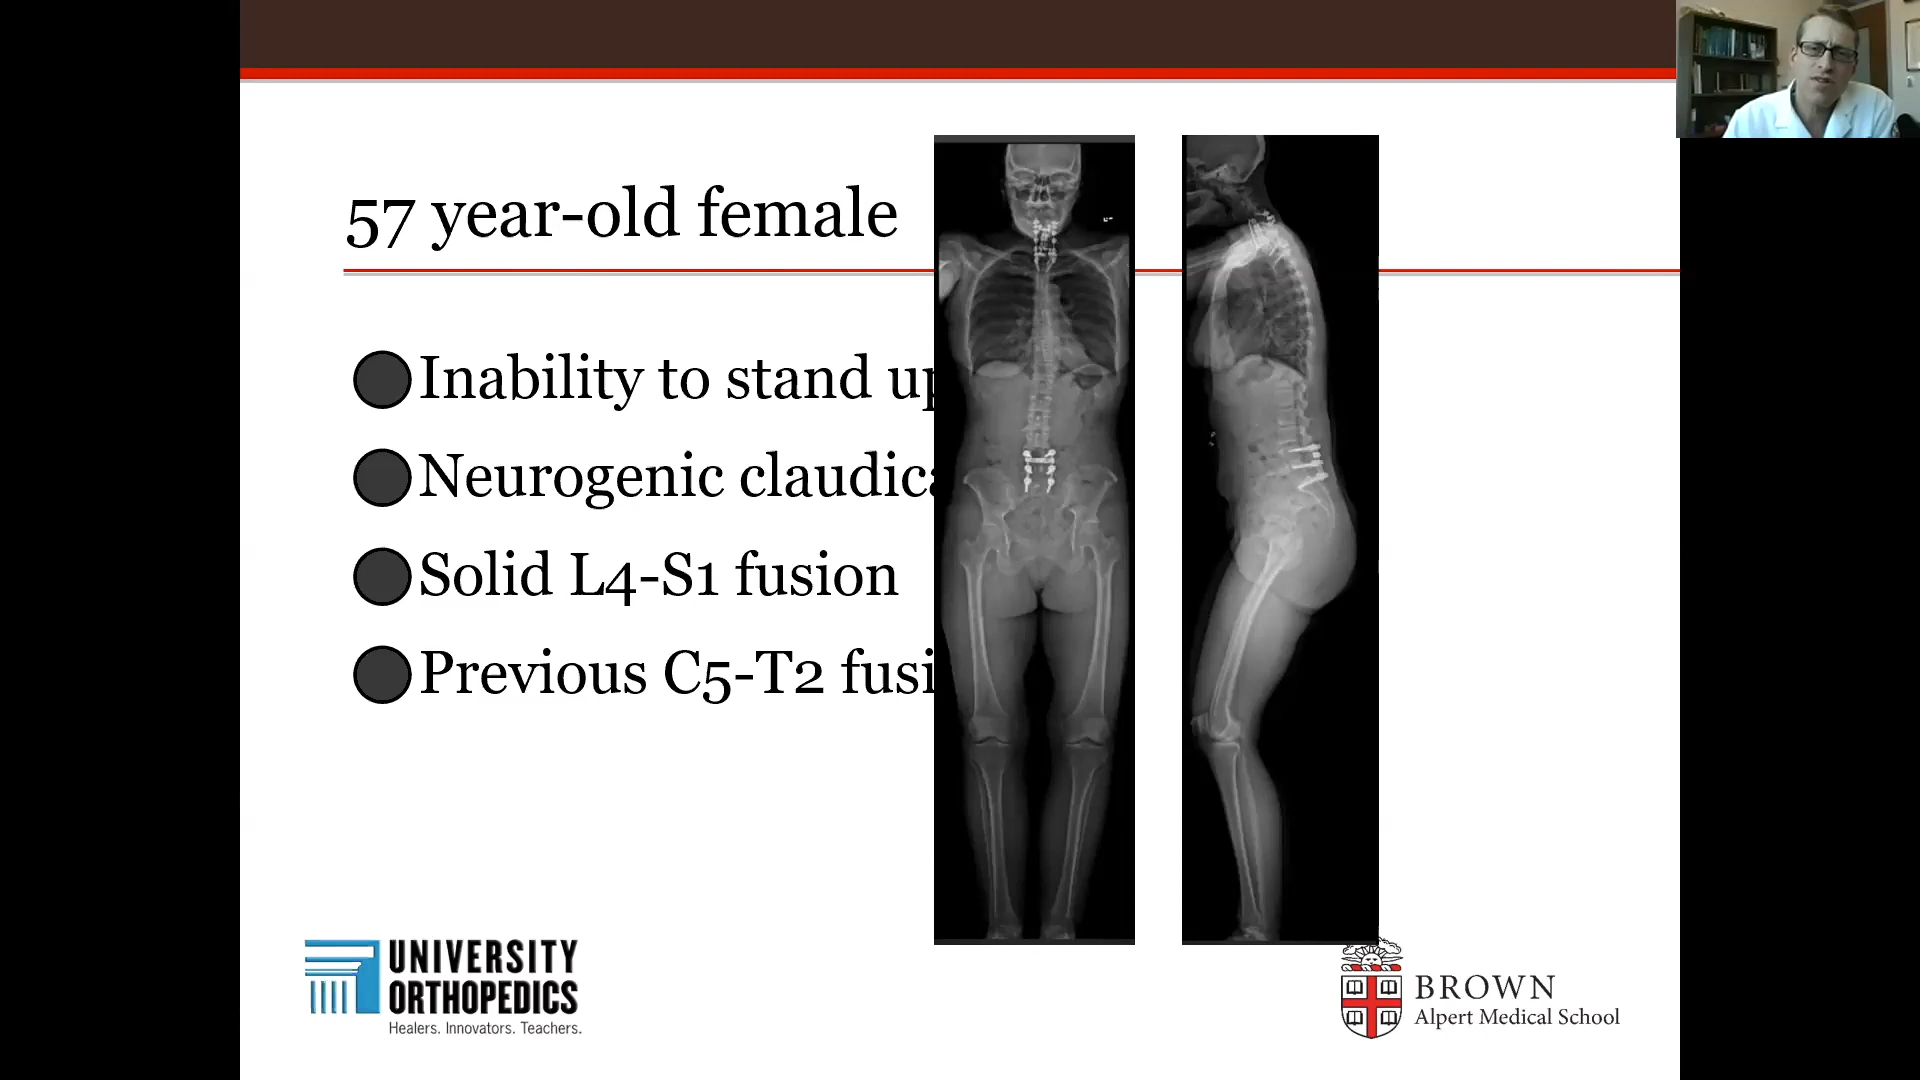 57 year-old female
Inability to stand up
Neurogenic claudica
Solid L4-S1 fusion
Previous C5-T2 fusi
UNIVERSITY
ORTHOPEDICS
Healers. Innovators. Teachers.
BROWN
Alpert Medical School